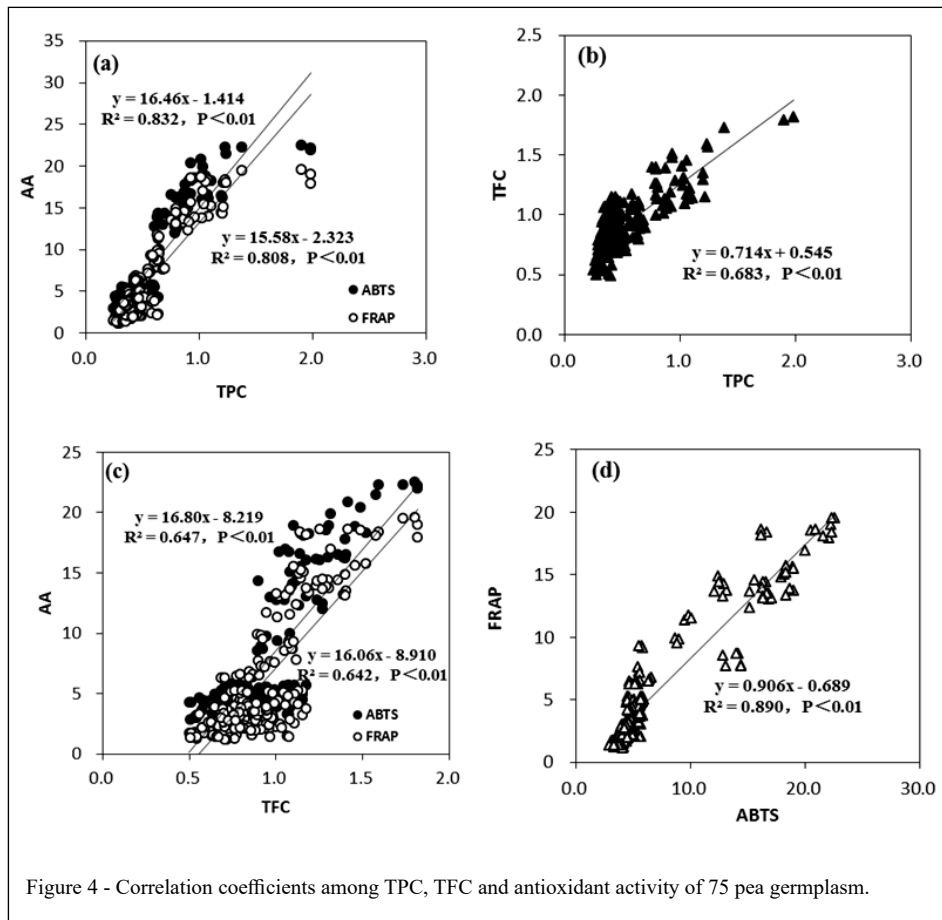 (a)
AA
35
30
25
20
15
10
5
0
y = 16.46x - 1.414
R² = 0.832，P＜0.01
y = 15.58x - 2.323
R² = 0.808，P＜0.01
● ABTS
○ FRAP
0.0 1.0 2.0 3.0
TPC
(b)
TFC
2.5
2.0
1.5
1.0
0.5
0.0
y = 0.714x + 0.545
R² = 0.683，P＜0.01
0.0 1.0 2.0 3.0
TPC
(c)
AA
25
20
15
10
5
0
y = 16.80x - 8.219
R² = 0.647，P＜0.01
y = 16.06x - 8.910
R² = 0.642，P＜0.01
● ABTS
○ FRAP
0.0 0.5 1.0 1.5 2.0
TFC
(d)
FRAP
25
20
15
10
5
0
y = 0.906x - 0.689
R² = 0.890，P＜0.01
0.0 10.0 20.0 30.0
ABTS
Figure 4 - Correlation coefficients among TPC, TFC and antioxidant activity of 75 pea germplasm.